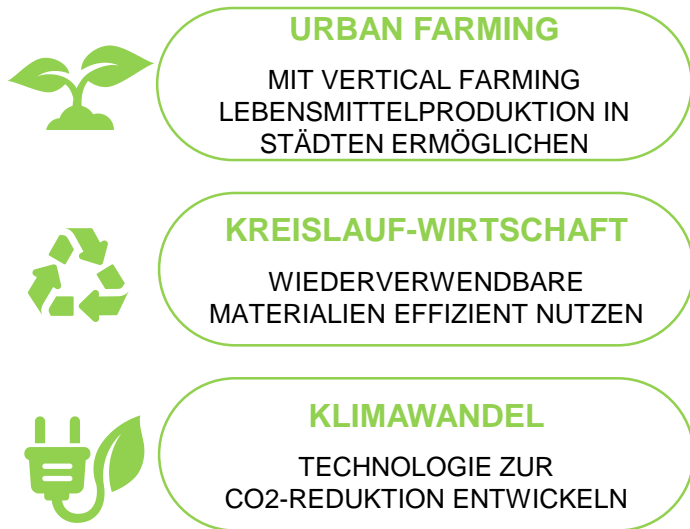 URBAN FARMING
MIT VERTICAL FARMING
LEBENSMITTELPRODUKTION IN
STÄDTEN ERMÖGLICHEN
KREISLAUF-WIRTSCHAFT
WIEDERVERWENDBARE
MATERIALIEN EFFIZIENT NUTZEN
KLIMAWANDEL
TECHNOLOGIE ZUR
CO2-REDUKTION ENTWICKELN